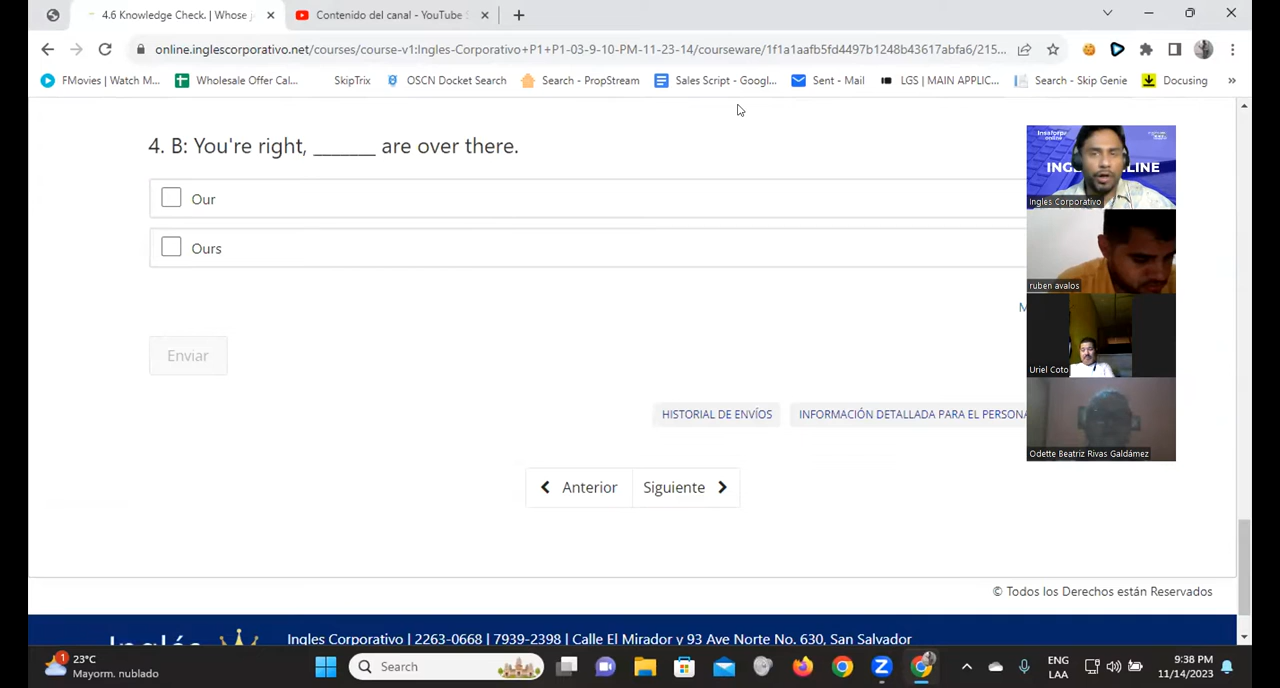 4.6 Knowledge Check. | Whose j
Contenido del canal - YouTube S
online.inglescorporativo.net/courses/course-v1:Ingles-Corporativo+P1+P1-03-9-10-PM-11-23-14/courseware/1f1a1aafb5fd4497b1248b43617abfa6/215...
FMovies | Watch M...
Wholesale Offer Cal...
SkipTrix
OSCN Docket Search
Search - PropStream
Sales Script - Googl...
Sent - Mail
LGS | MAIN APPLIC...
Search - Skip Genie
Docusing
»
4. B: You're right, _______ are over there.
Our
Ours
INGL
LINE
Ingles Corporativo
ruben avalos
Uriel Coto
Odette Beatriz Rivas Galdámez
M
Enviar
HISTORIAL DE ENVÍOS
INFORMACIÓN DETALLADA PARA EL PERSONA
Anterior
Siguiente
© Todos los Derechos están Reservados
Inglés
Ingles Corporativo | 2263-0668 | 7939-2398 | Calle El Mirador y 93 Ave Norte No. 630, San Salvador
1
23°C
Mayorm. nublado
Search
ENG
LAA
9:38 PM
11/14/2023